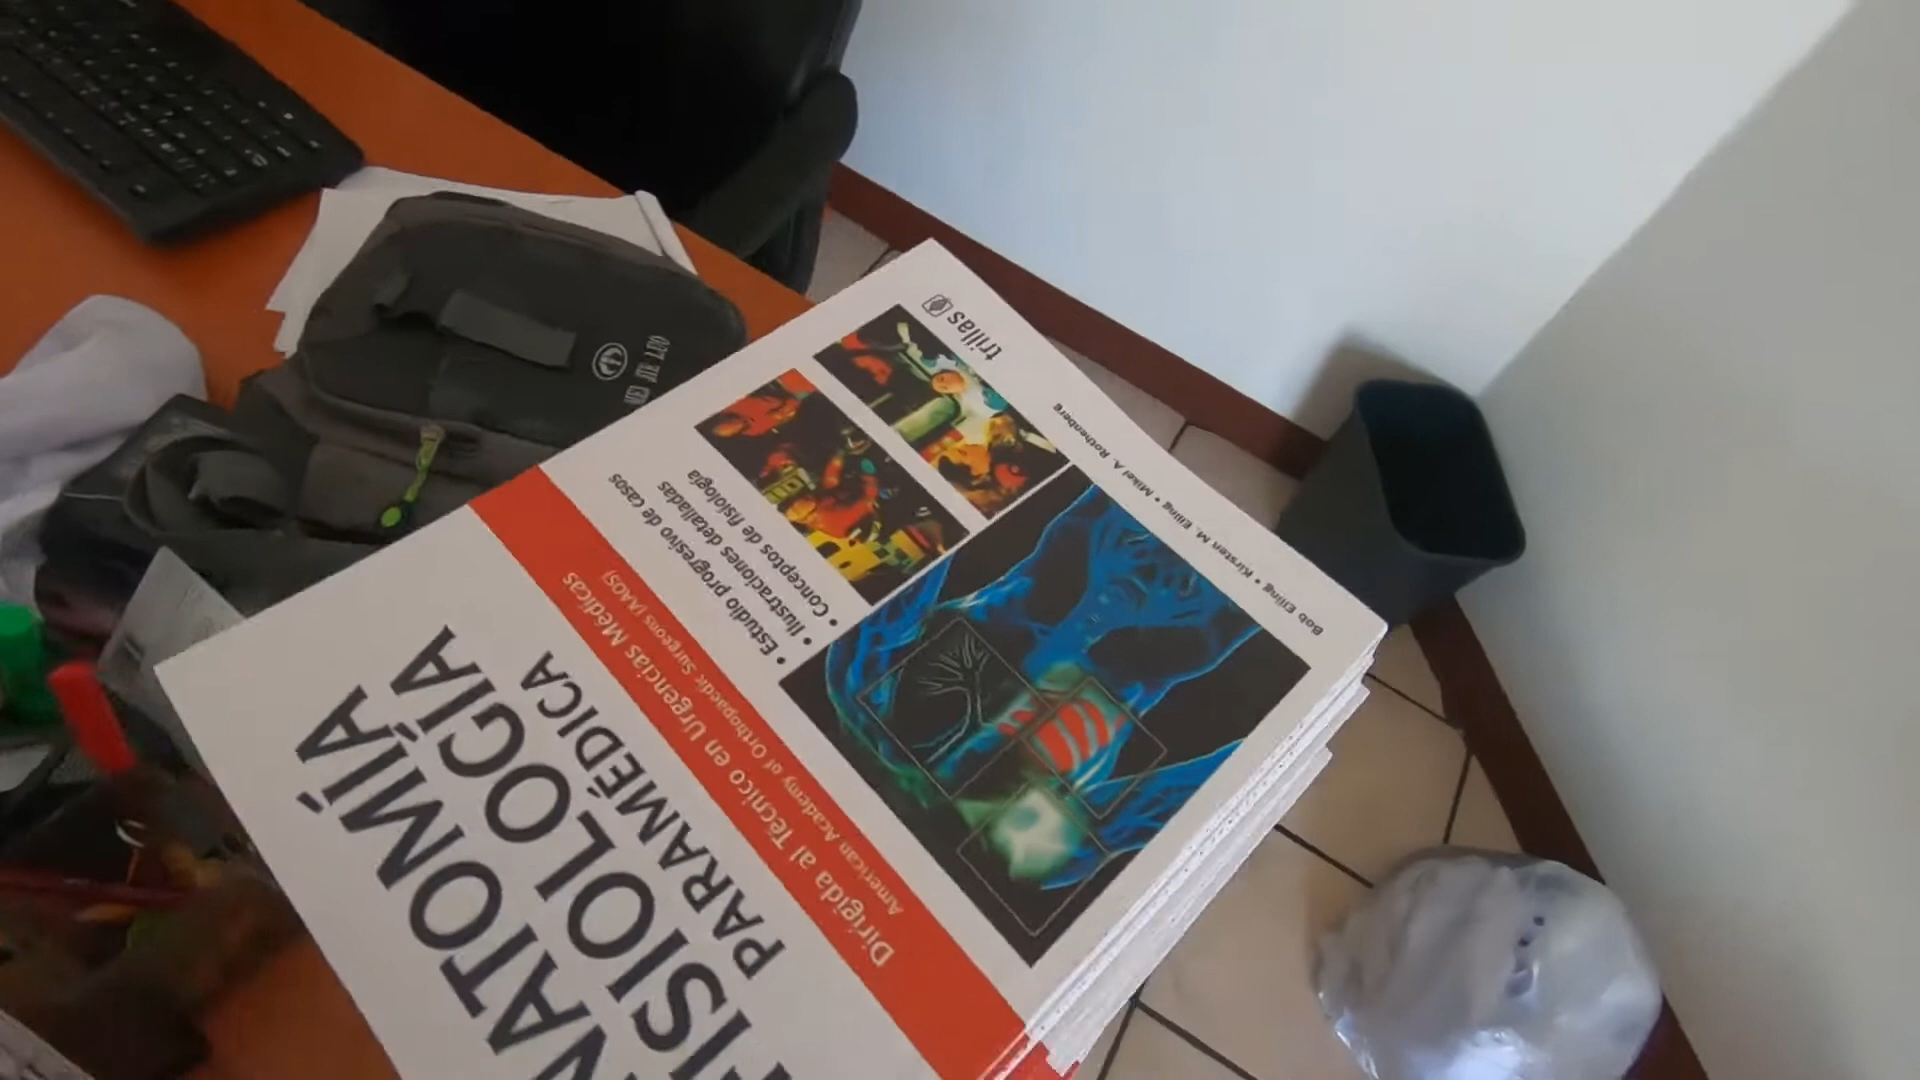 NATOMÍA
FISIOLOGÍA
PARAMÉDICA
Dirigida al Técnico en Urgencias Médicas
American Academy of Orthopaedic Surgeons (AAOS)
• Estudio progresivo de casos
• Ilustraciones detalladas
• Conceptos de fisiología
Bob Elling • Kirsten M. Elling • Mikel A. Rothenberg
trillas